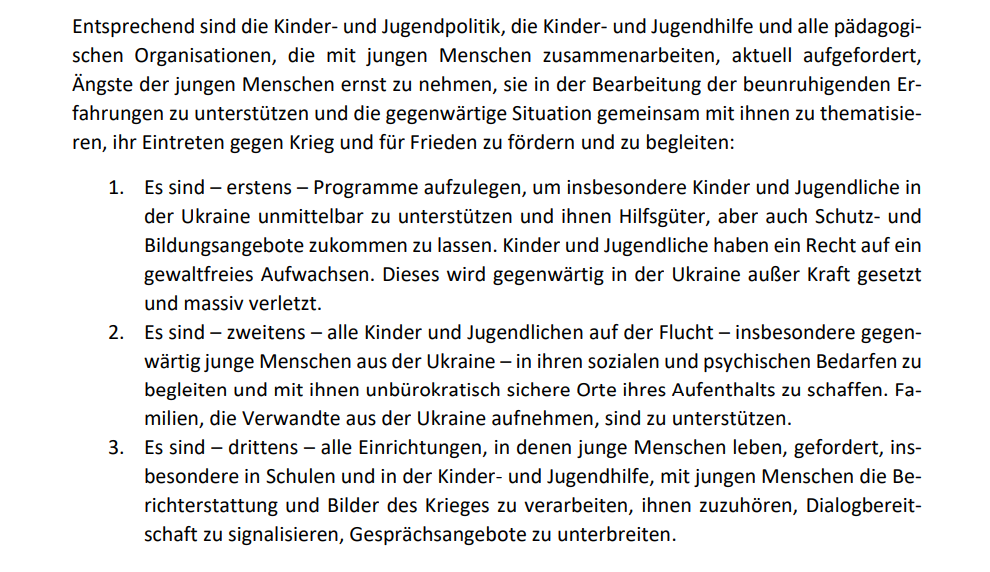 Entsprechend sind die Kinder- und Jugendpolitik, die Kinder- und Jugendhilfe und alle pädagogi-
schen Organisationen, die mit jungen Menschen zusammenarbeiten, aktuell aufgefordert,
Ängste der jungen Menschen ernst zu nehmen, sie in der Bearbeitung der beunruhigenden Er-
fahrungen zu unterstützen und die gegenwärtige Situation gemeinsam mit ihnen zu thematisie-
ren, ihr Eintreten gegen Krieg und für Frieden zu fördern und zu begleiten:
1. Es sind – erstens – Programme aufzulegen, um insbesondere Kinder und Jugendliche in
der Ukraine unmittelbar zu unterstützen und ihnen Hilfsgüter, aber auch Schutz- und
Bildungsangebote zukommen zu lassen. Kinder und Jugendliche haben ein Recht auf ein
gewaltfreies Aufwachsen. Dieses wird gegenwärtig in der Ukraine außer Kraft gesetzt
und massiv verletzt.
2. Es sind – zweitens – alle Kinder und Jugendlichen auf der Flucht – insbesondere gegen-
wärtig junge Menschen aus der Ukraine – in ihren sozialen und psychischen Bedarfen zu
begleiten und mit ihnen unbürokratisch sichere Orte ihres Aufenthalts zu schaffen. Fa-
milien, die Verwandte aus der Ukraine aufnehmen, sind zu unterstützen.
3. Es sind – drittens – alle Einrichtungen, in denen junge Menschen leben, gefordert, ins-
besondere in Schulen und in der Kinder- und Jugendhilfe, mit jungen Menschen die Be-
richterstattung und Bilder des Krieges zu verarbeiten, ihnen zuzuhören, Dialogbereit-
schaft zu signalisieren, Gesprächsangebote zu unterbreiten.